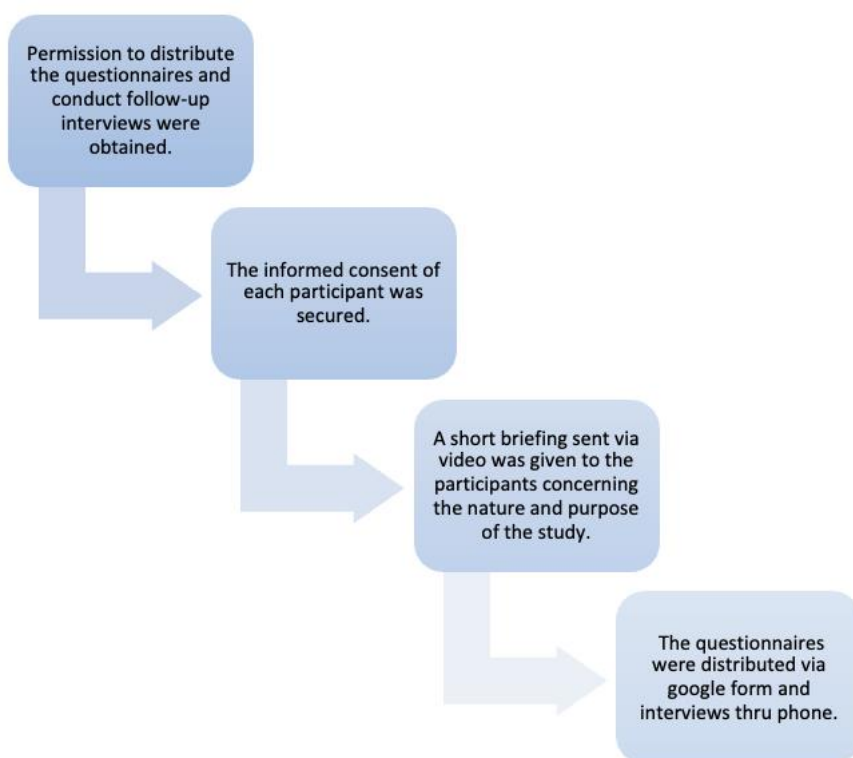 Permission to distribute
the questionnaires and
conduct follow-up
interviews were
obtained.
The informed consent of
each participant was
secured.
A short briefing sent via
video was given to the
participants concerning
the nature and purpose
of the study.
The questionnaires
were distributed via
google form and
interviews thru phone.